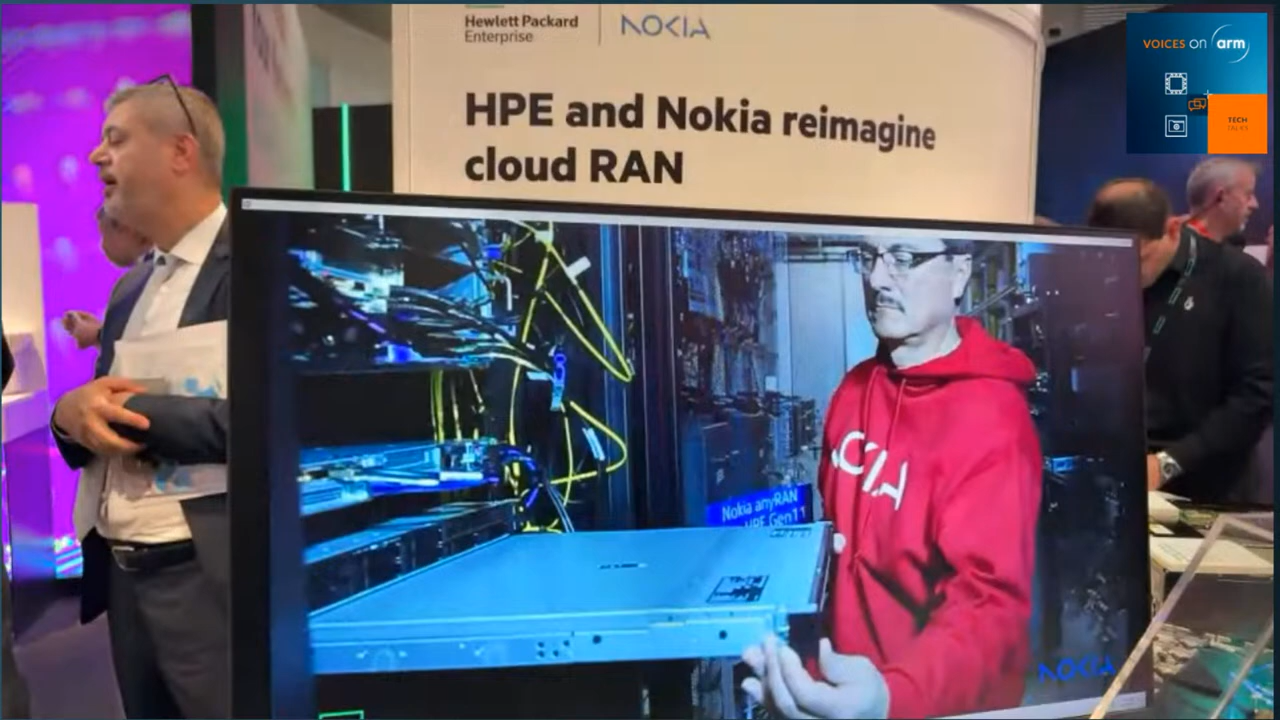 Hewlett Packard
Enterprise
NOKIA
HPE and Nokia reimagine
cloud RAN
VOICES on arm
TECH
TALKS
NOKIA
Nokia anyRAN
HPE Gen11
NOKIA